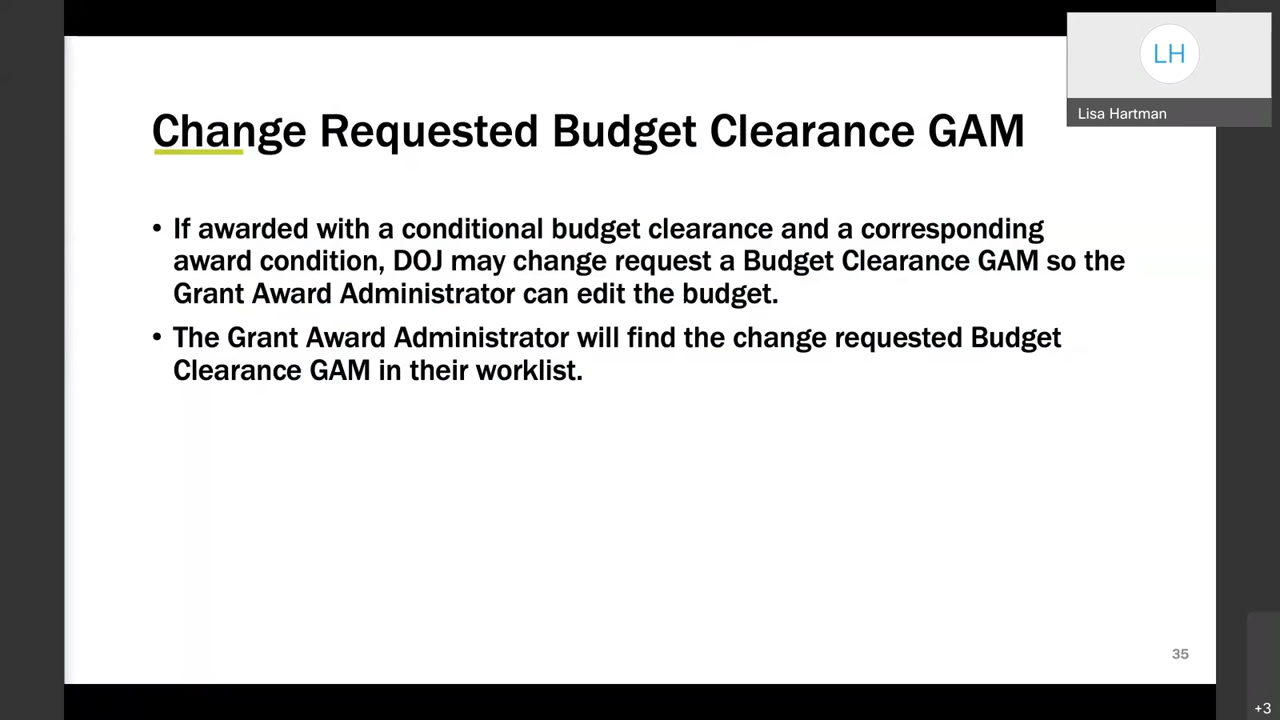 LH
Lisa Hartman
Change Requested Budget Clearance GAM
• If awarded with a conditional budget clearance and a corresponding
award condition, DOJ may change request a Budget Clearance GAM so the
Grant Award Administrator can edit the budget.
• The Grant Award Administrator will find the change requested Budget
Clearance GAM in their worklist.
35
+3